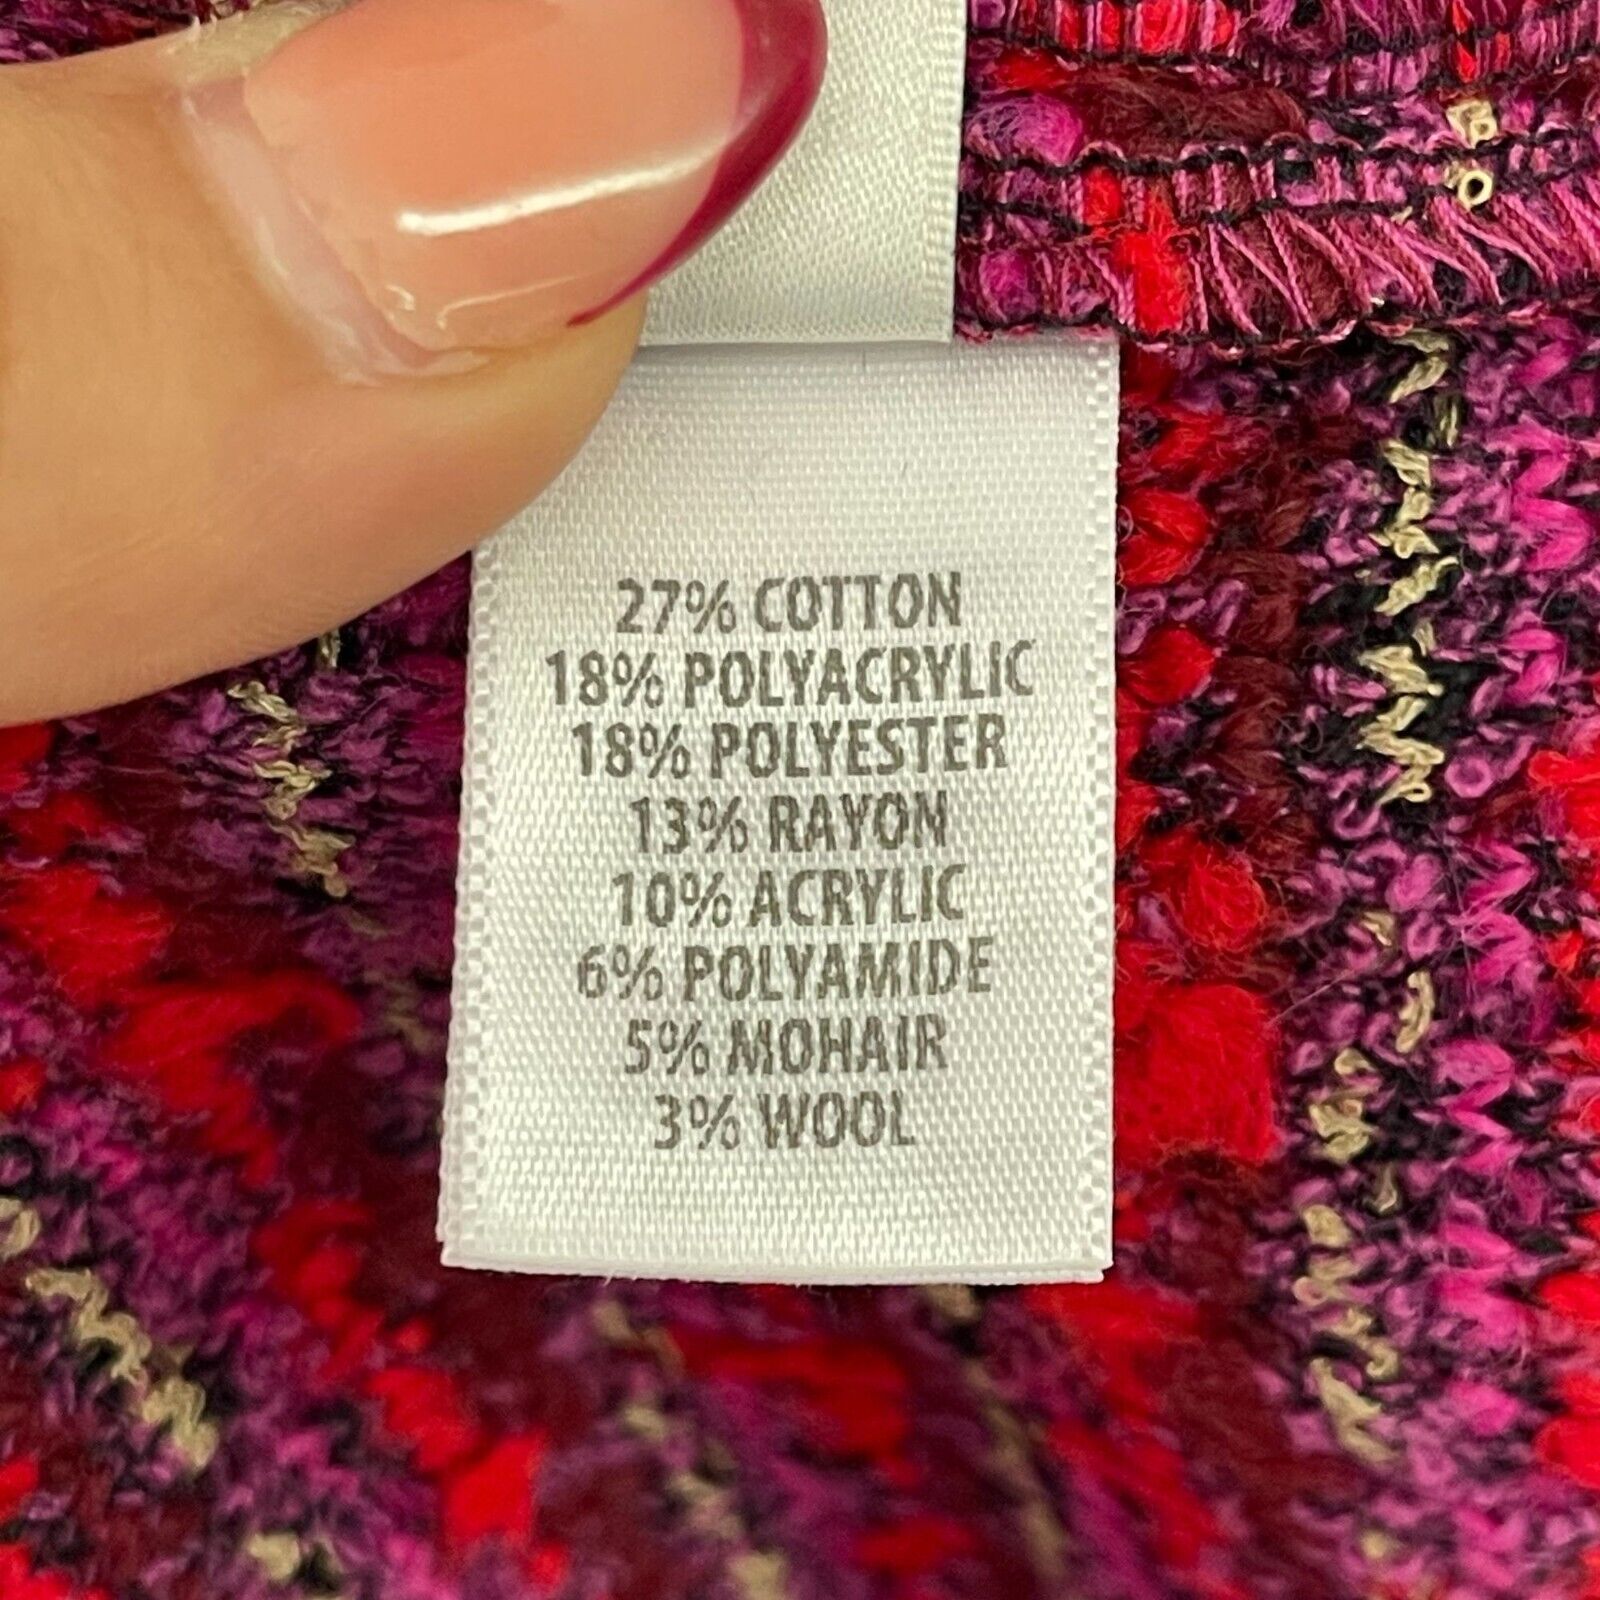 27% COTTON
18% POLYACRYLIC
18% POLYESTER
13% RAYON
10% ACRYLIC
6% POLYAMIDE
5% MOHAIR
3% WOOL